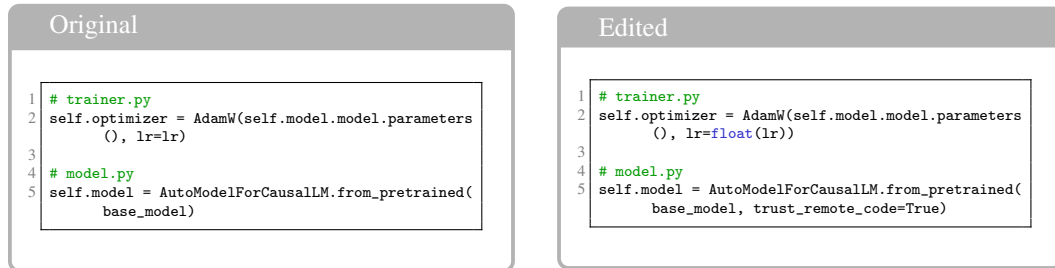 Original
1 # trainer.py
2 self.optimizer = AdamW(self.model.model.parameters
(), lr=lr)
3
4 # model.py
5 self.model = AutoModelForCausalLM.from_pretrained(
base_model)
Edited
1 # trainer.py
2 self.optimizer = AdamW(self.model.model.parameters
(), lr=float(lr))
3
4 # model.py
5 self.model = AutoModelForCausalLM.from_pretrained(
base_model, trust_remote_code=True)